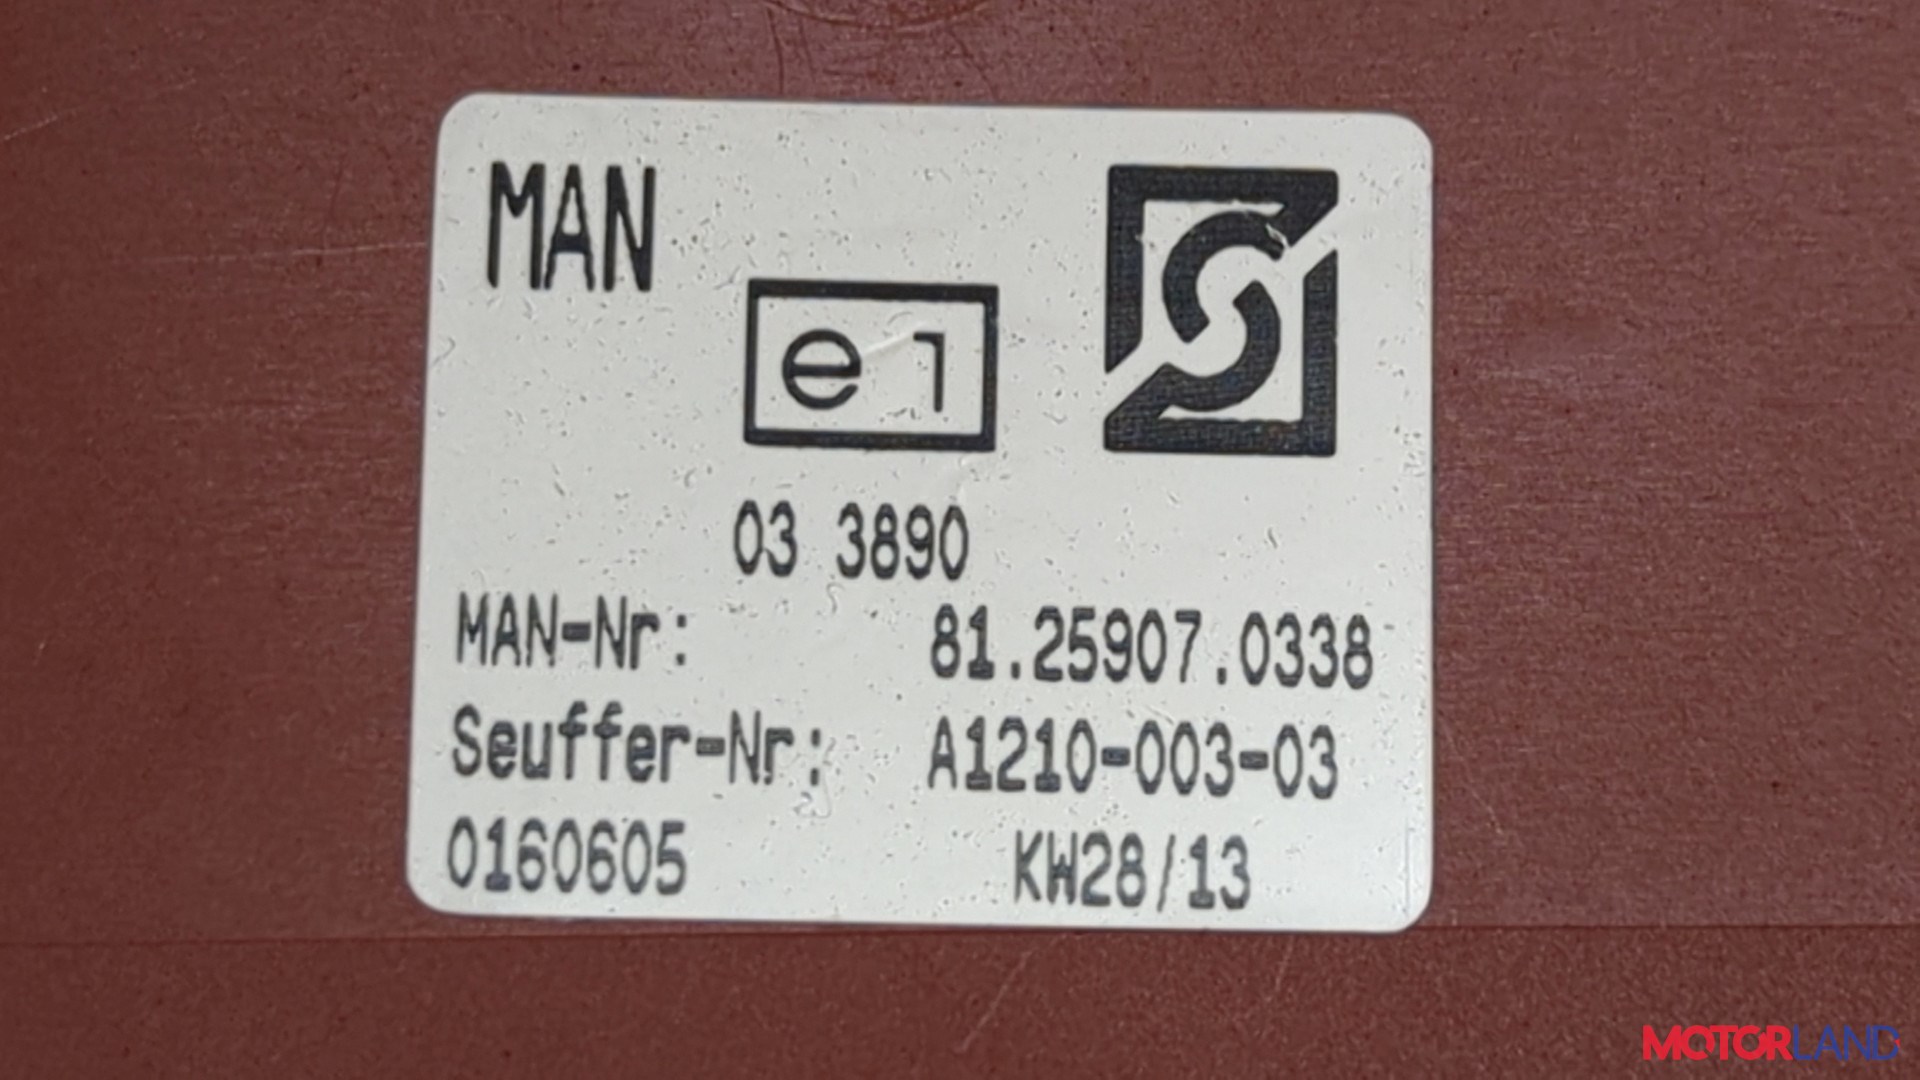 MAN
e1
03 3890
MAN-Nr: 81.25907.0338
Seuffer-Nr: A1210-003-03
0160605 KW28/13
MOTORLAND